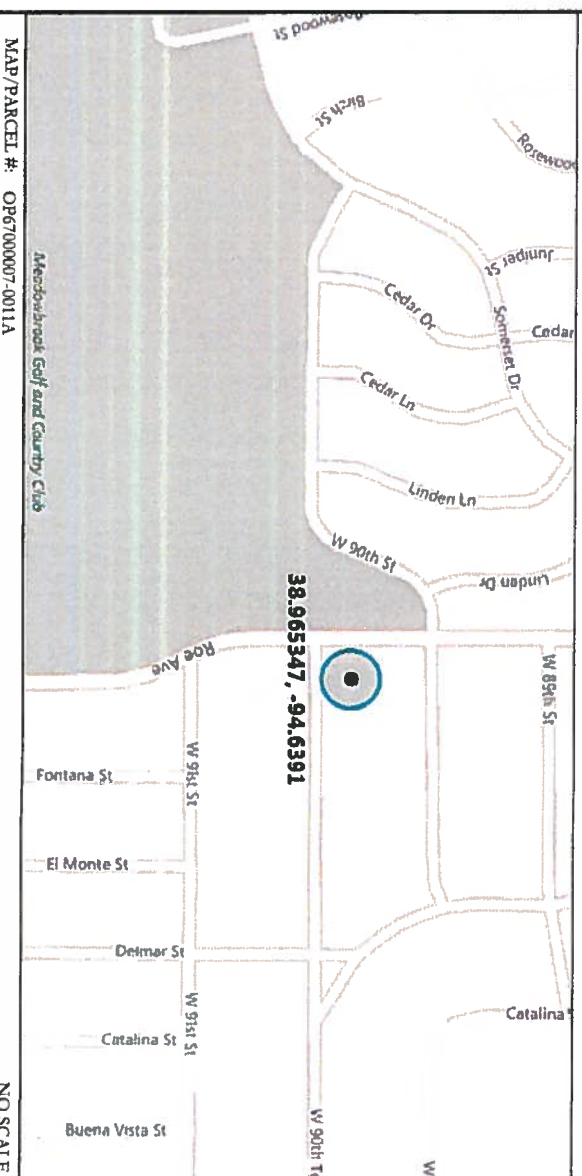 Somerset Dr
Birch St
Juniper St
Cedar Dr
Cedar
Cedar Ln
Linden Ln
Linden Dr
W 90th St
W 89th St
38.965347, -94.6391
Roe Ave
W 91st St
Fontana St
El Monte St
Delmar St
W 91st St
Catalina St
Catalina
Buena Vista St
W 90th Te
W
Meadowbrook Golf and Country Club
MAP/PARCEL #: OP67000007-0011A
NO SCALE